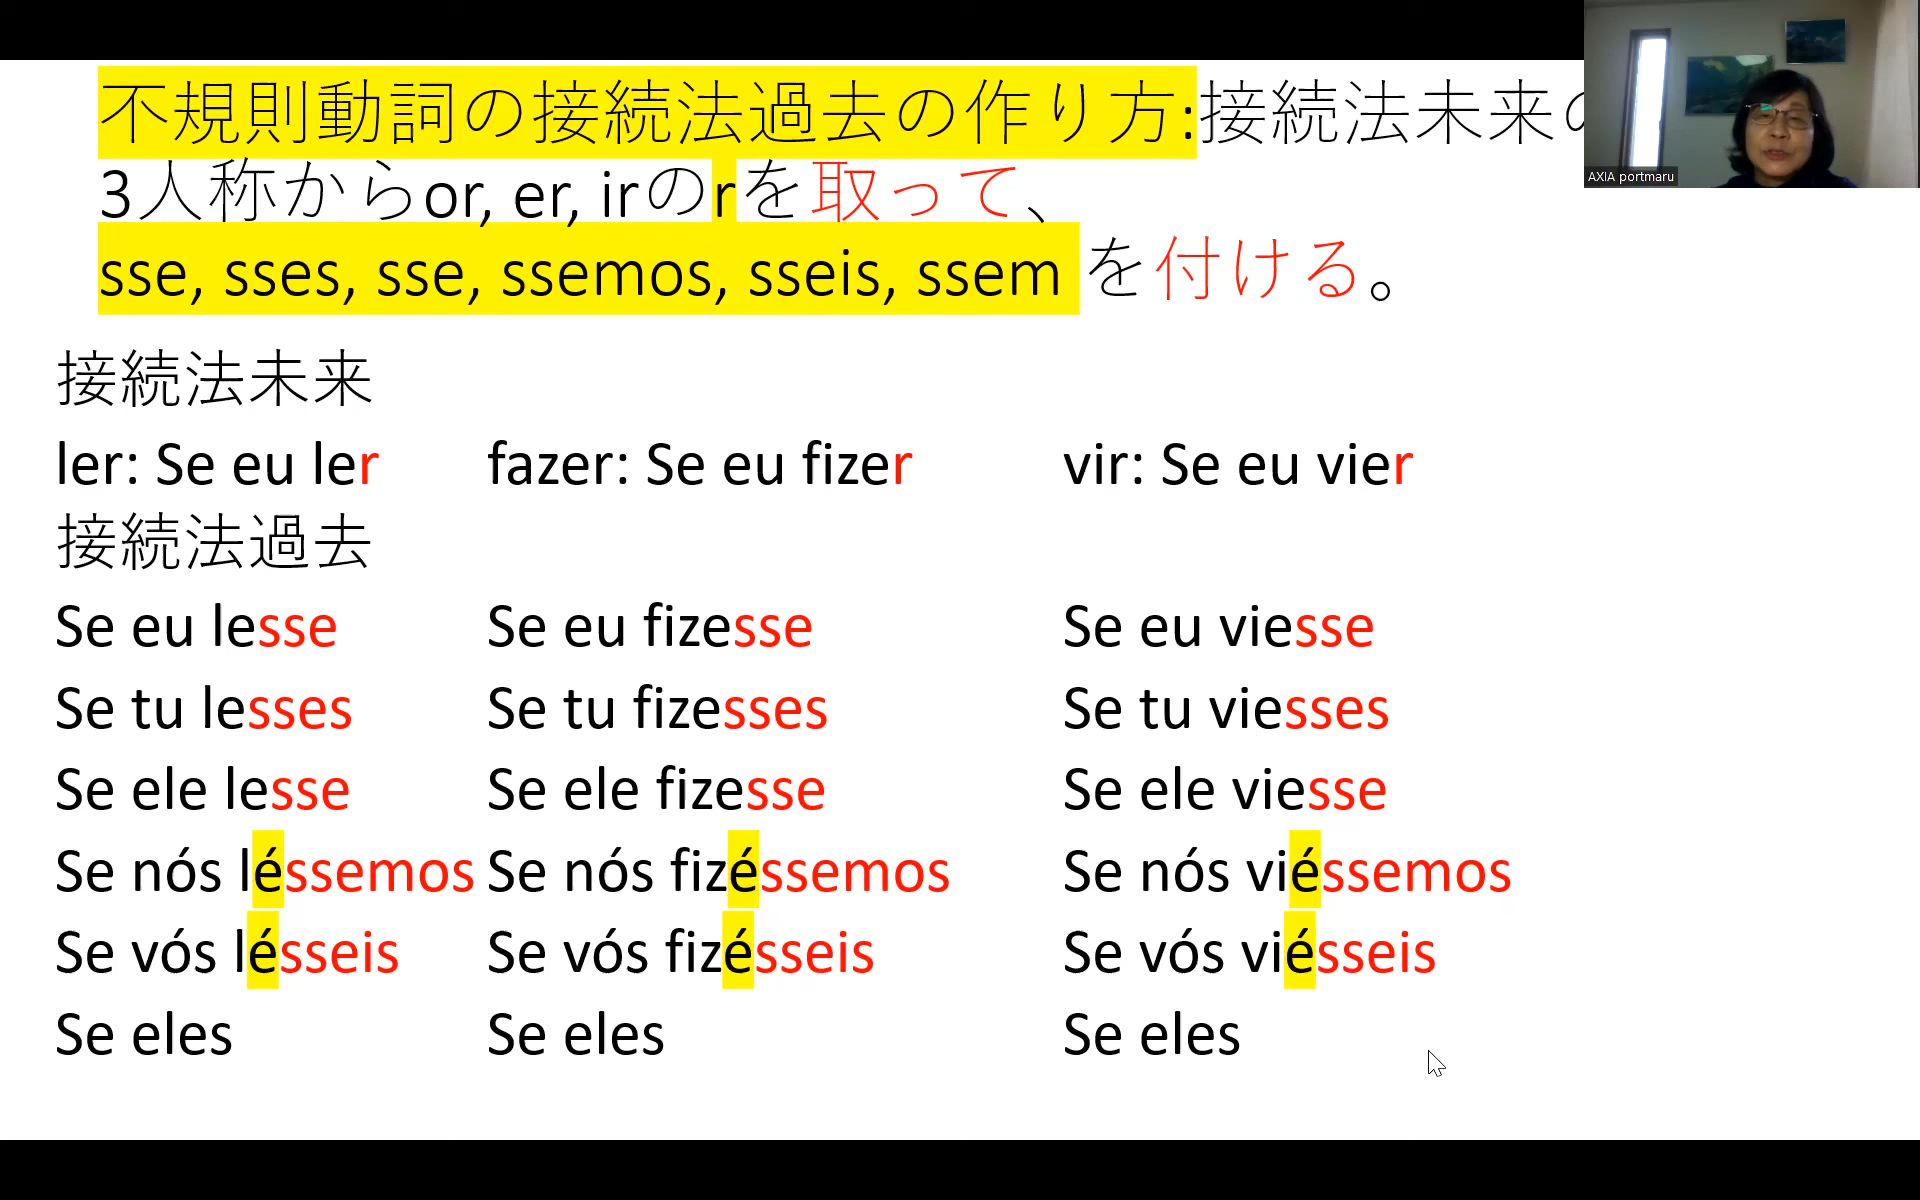 不規則動詞の接続法過去の作り方:接続法未来の
3人称からor, er, irのrを取って、
sse, sses, sse, ssemos, sseis, ssem を付ける。
AXIA portmaru
接続法未来
ler: Se eu ler fazer: Se eu fizer vir: Se eu vier
接続法過去
Se eu lesse Se eu fizesse Se eu viesse
Se tu lesses Se tu fizesses Se tu viesses
Se ele lesse Se ele fizesse Se ele viesse
Se nós léssemos Se nós fizéssemos Se nós viéssemos
Se vós lésseis Se vós fizésseis Se vós viésseis
Se eles Se eles Se eles